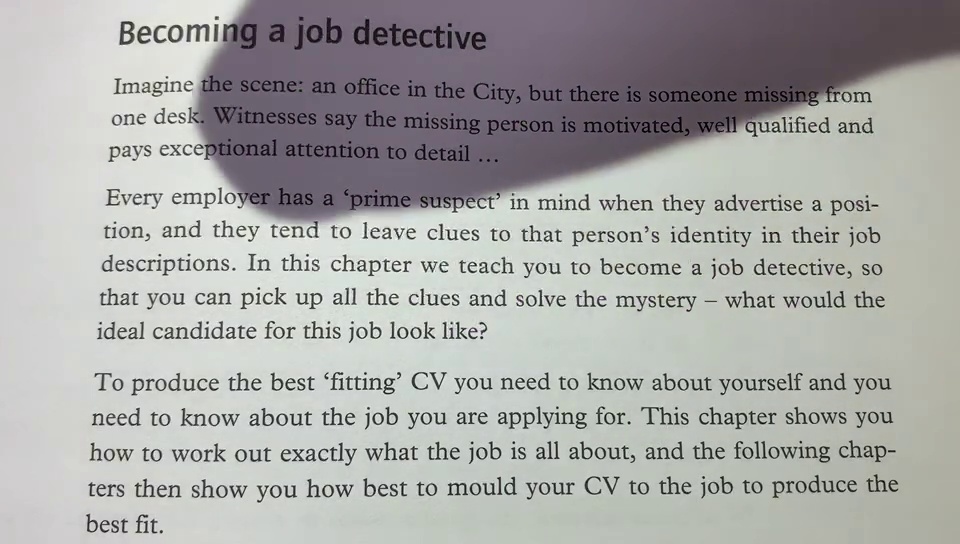 Becoming a job detective
Imagine the scene: an office in the City, but there is someone missing from
one desk. Witnesses say the missing person is motivated, well qualified and
pays exceptional attention to detail …
Every employer has a ‘prime suspect’ in mind when they advertise a posi-
tion, and they tend to leave clues to that person’s identity in their job
descriptions. In this chapter we teach you to become a job detective, so
that you can pick up all the clues and solve the mystery – what would the
ideal candidate for this job look like?
To produce the best ‘fitting’ CV you need to know about yourself and you
need to know about the job you are applying for. This chapter shows you
how to work out exactly what the job is all about, and the following chap-
ters then show you how best to mould your CV to the job to produce the
best fit.